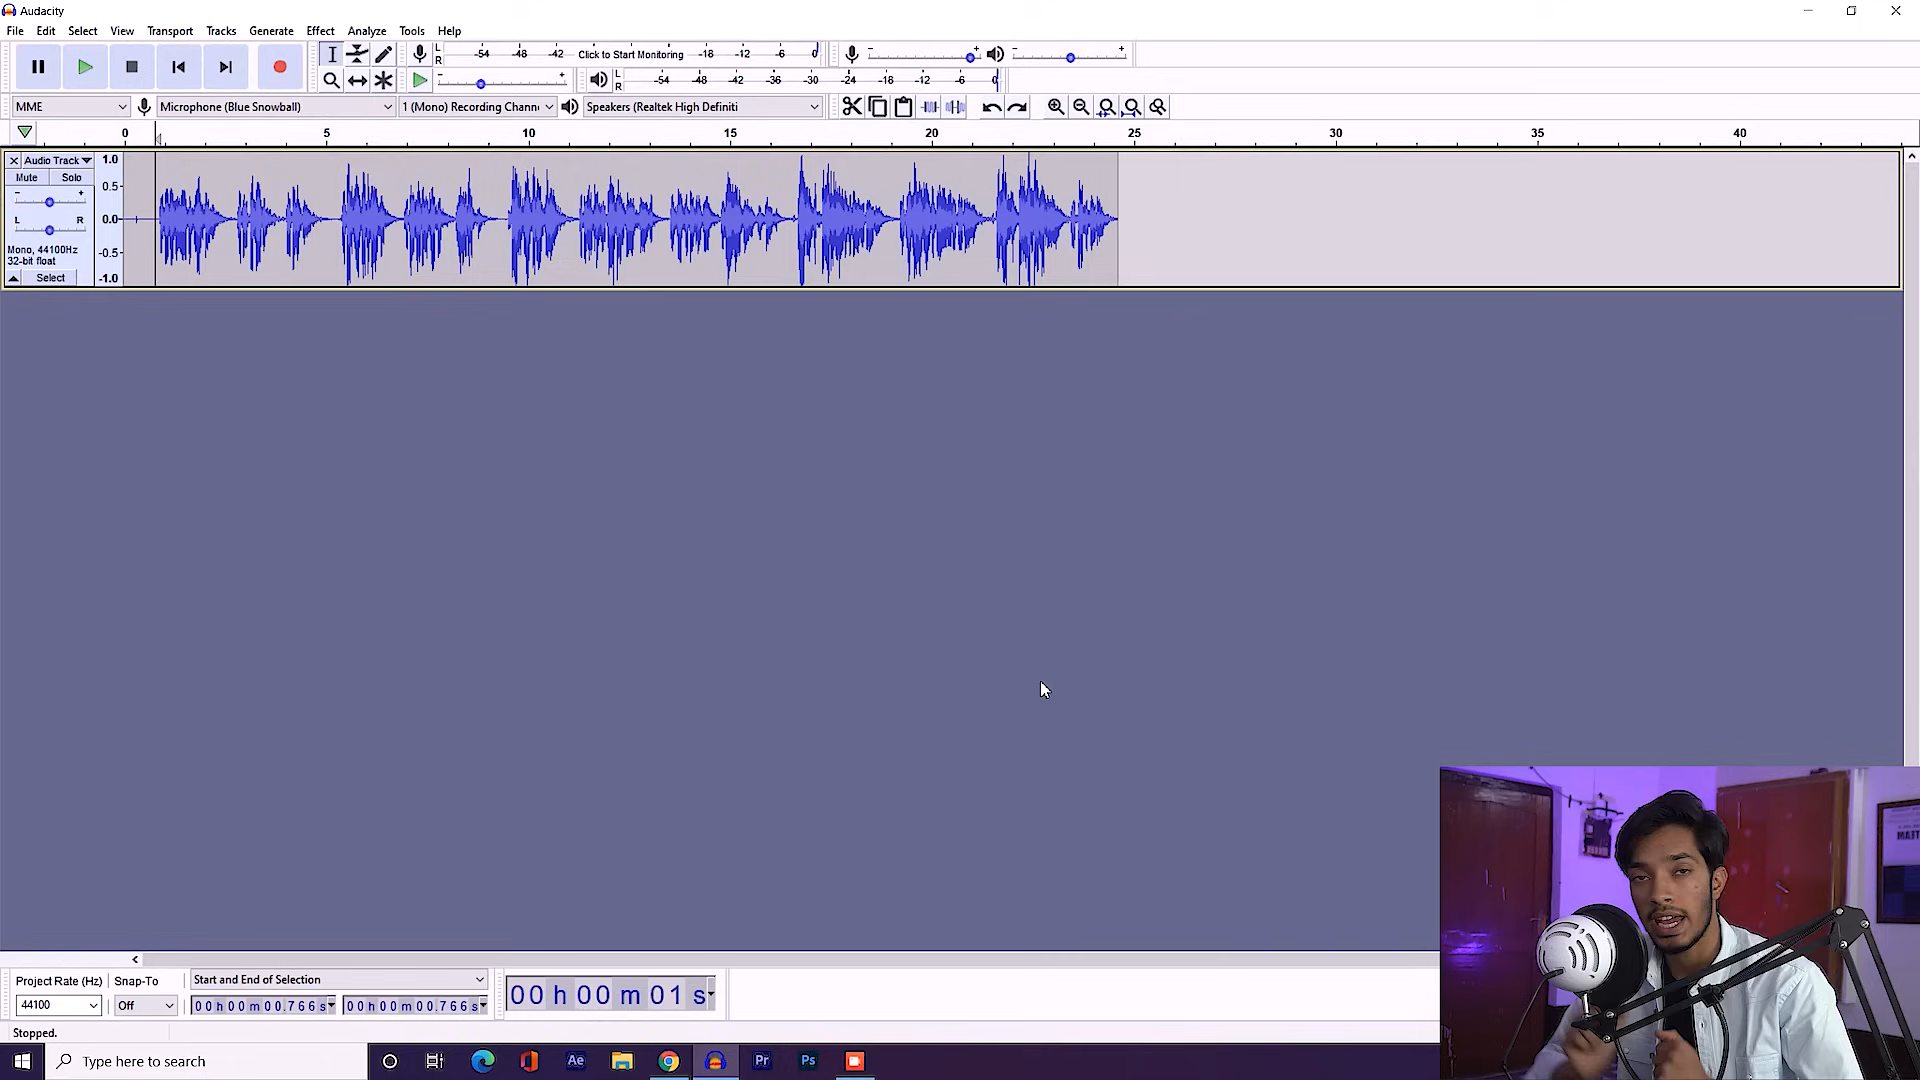 Audacity
File Edit Select View Transport Tracks Generate Effect Analyze Tools Help
L R -54 -48 -42 Click to Start Monitoring -18 -12 -6 0 - + - +
- + L R -54 -48 -42 -36 -30 -24 -18 -12 -6 0
MME Microphone (Blue Snowball) 1 (Mono) Recording Chann Speakers (Realtek High Definiti
0 5 10 15 20 25 30 35 40
Audio Track 1.0
Mute Solo
- + 0.5
L R 0.0
Mono, 44100Hz -0.5
32-bit float
Select -1.0
Project Rate (Hz) Snap-To Start and End of Selection
44100 Off 00 h 00 m 00.766 s 00 h 00 m 00.766 s 00 h 00 m 01 s
Stopped.
Type here to search Ae Pr Ps